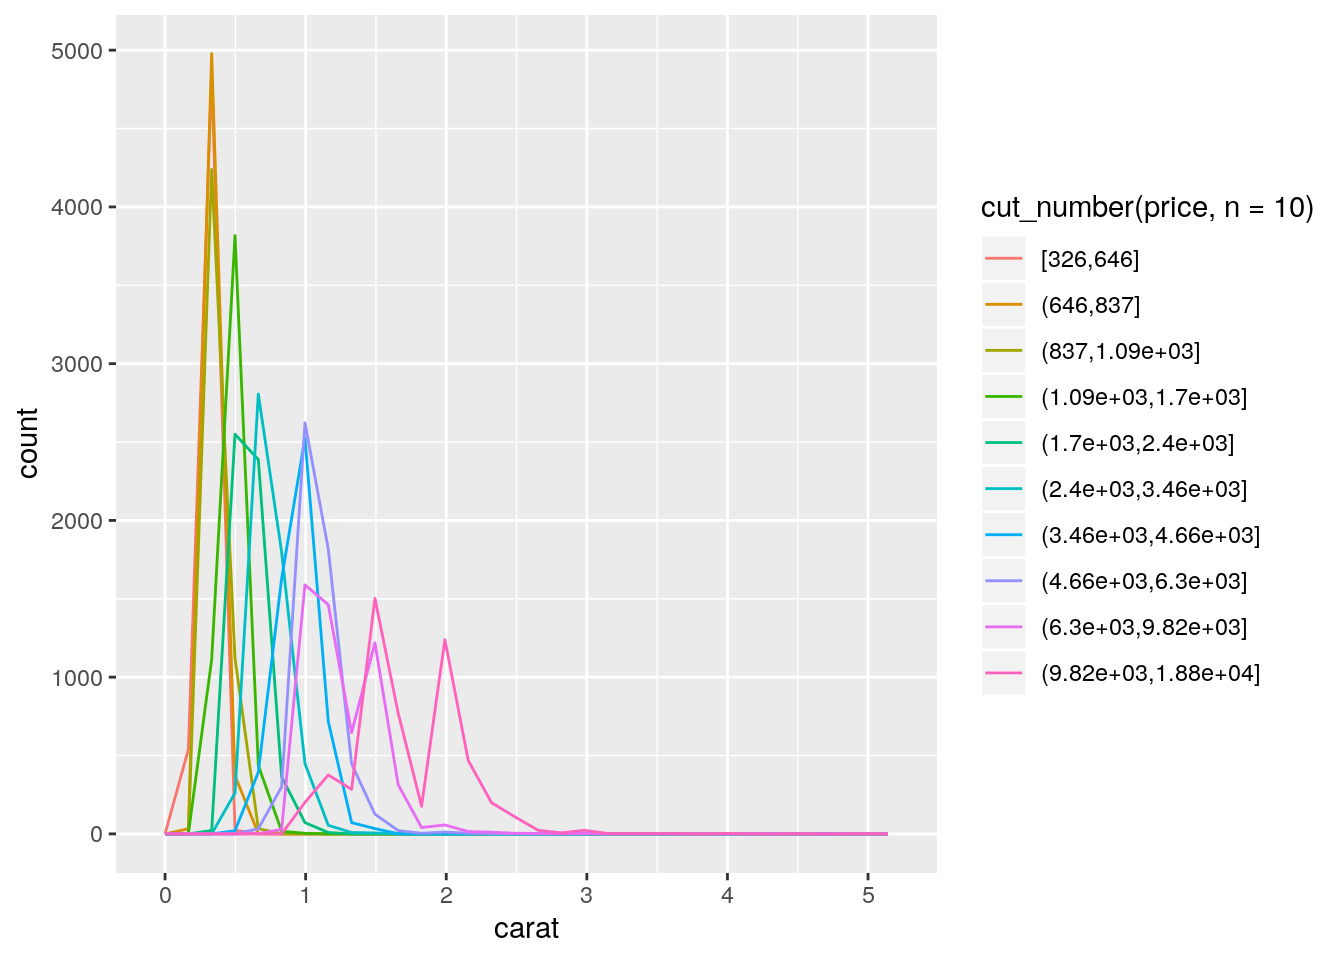 5000
4000
3000
2000
1000
0
count
0 1 2 3 4 5
carat
cut_number(price, n = 10)
[326,646]
(646,837]
(837,1.09e+03]
(1.09e+03,1.7e+03]
(1.7e+03,2.4e+03]
(2.4e+03,3.46e+03]
(3.46e+03,4.66e+03]
(4.66e+03,6.3e+03]
(6.3e+03,9.82e+03]
(9.82e+03,1.88e+04]